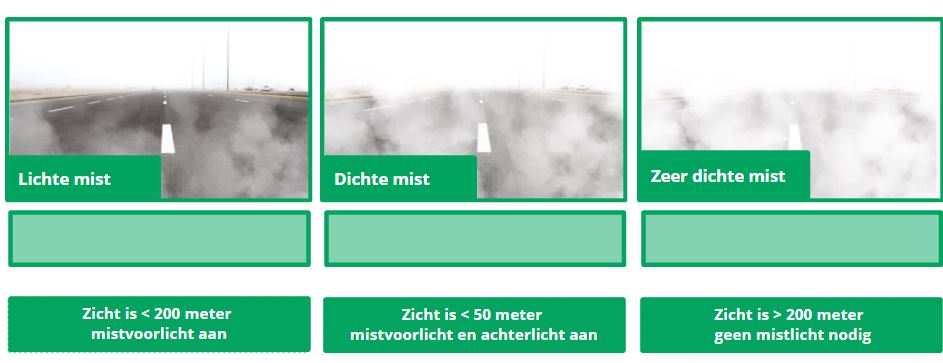 Lichte mist
Dichte mist
Zeer dichte mist
Zicht is < 200 meter
mistvoorlicht aan
Zicht is < 50 meter
mistvoorlicht en achterlicht aan
Zicht is > 200 meter
geen mistlicht nodig